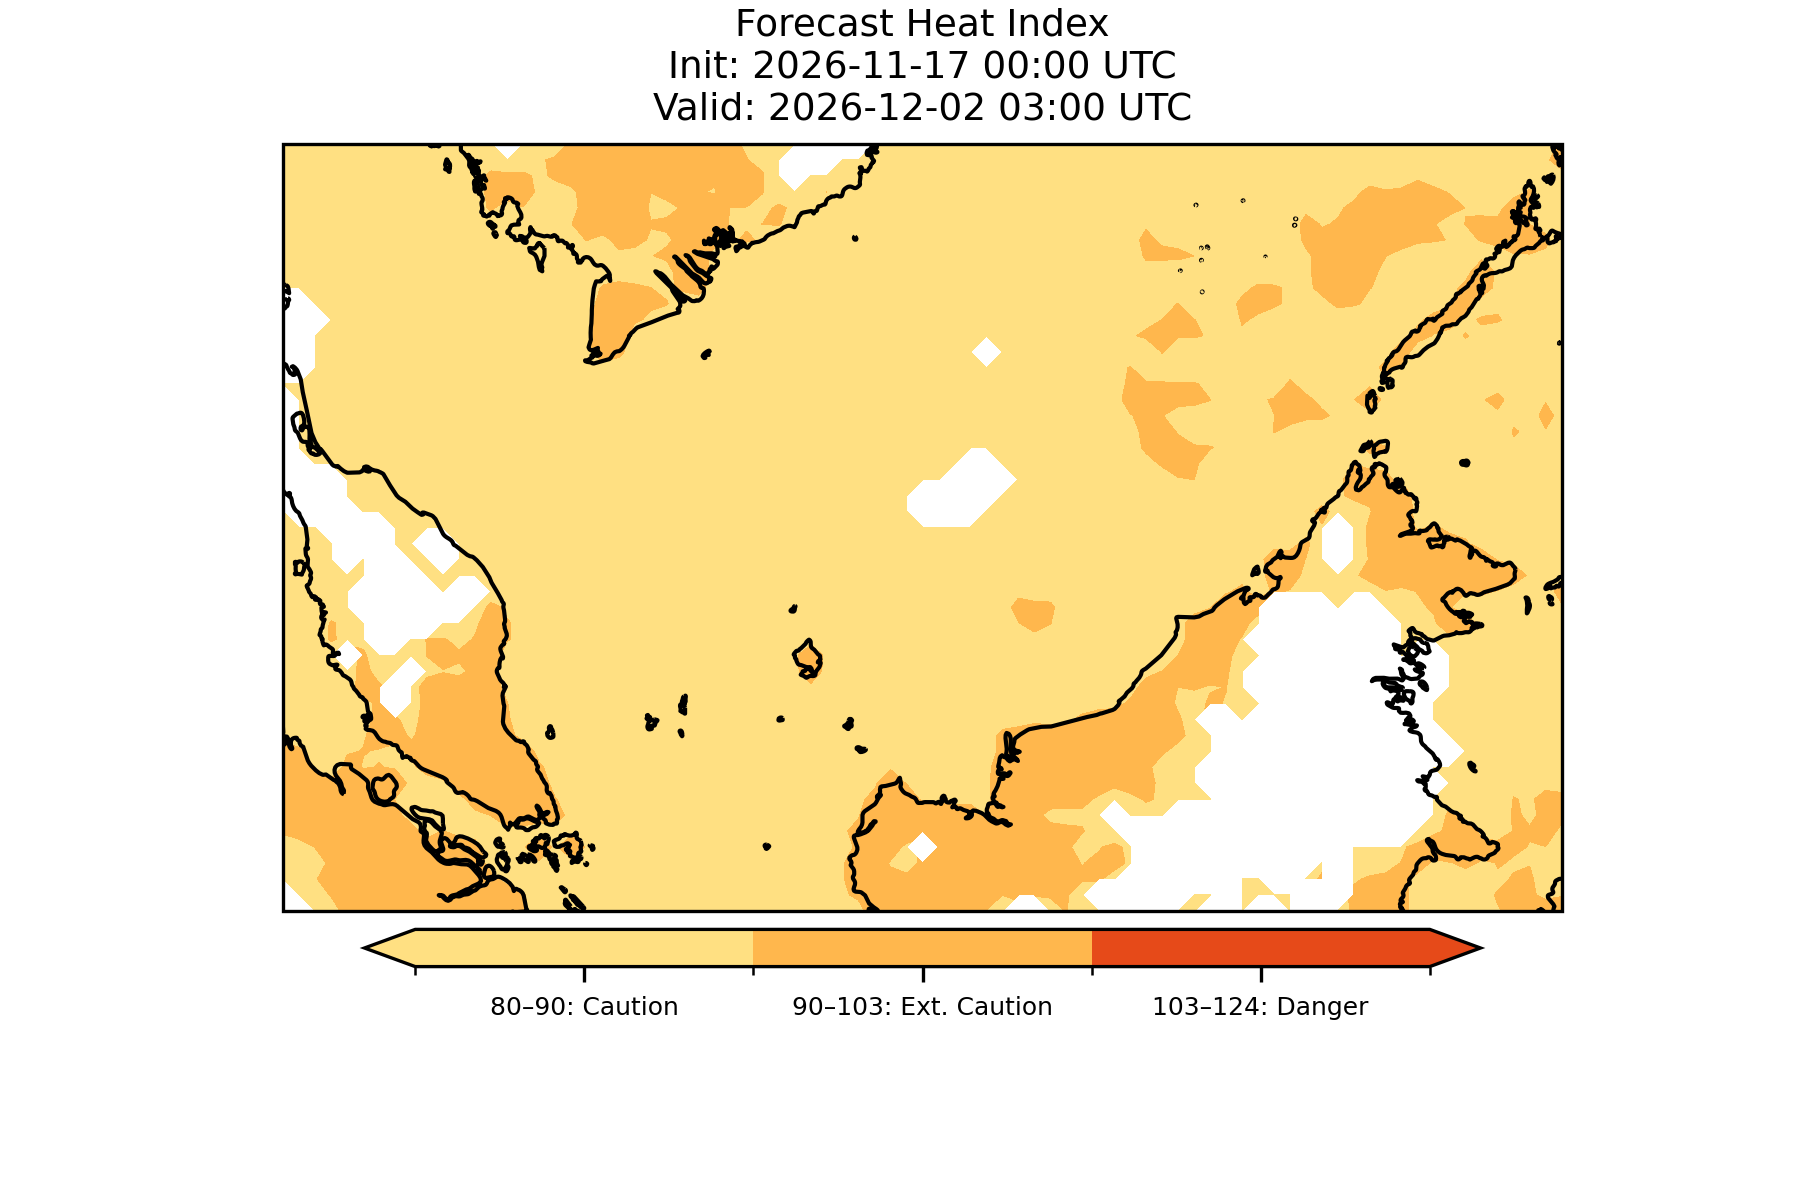 Forecast Heat Index
Init: 2026-11-17 00:00 UTC
Valid: 2026-12-02 03:00 UTC
80–90: Caution
90–103: Ext. Caution
103–124: Danger